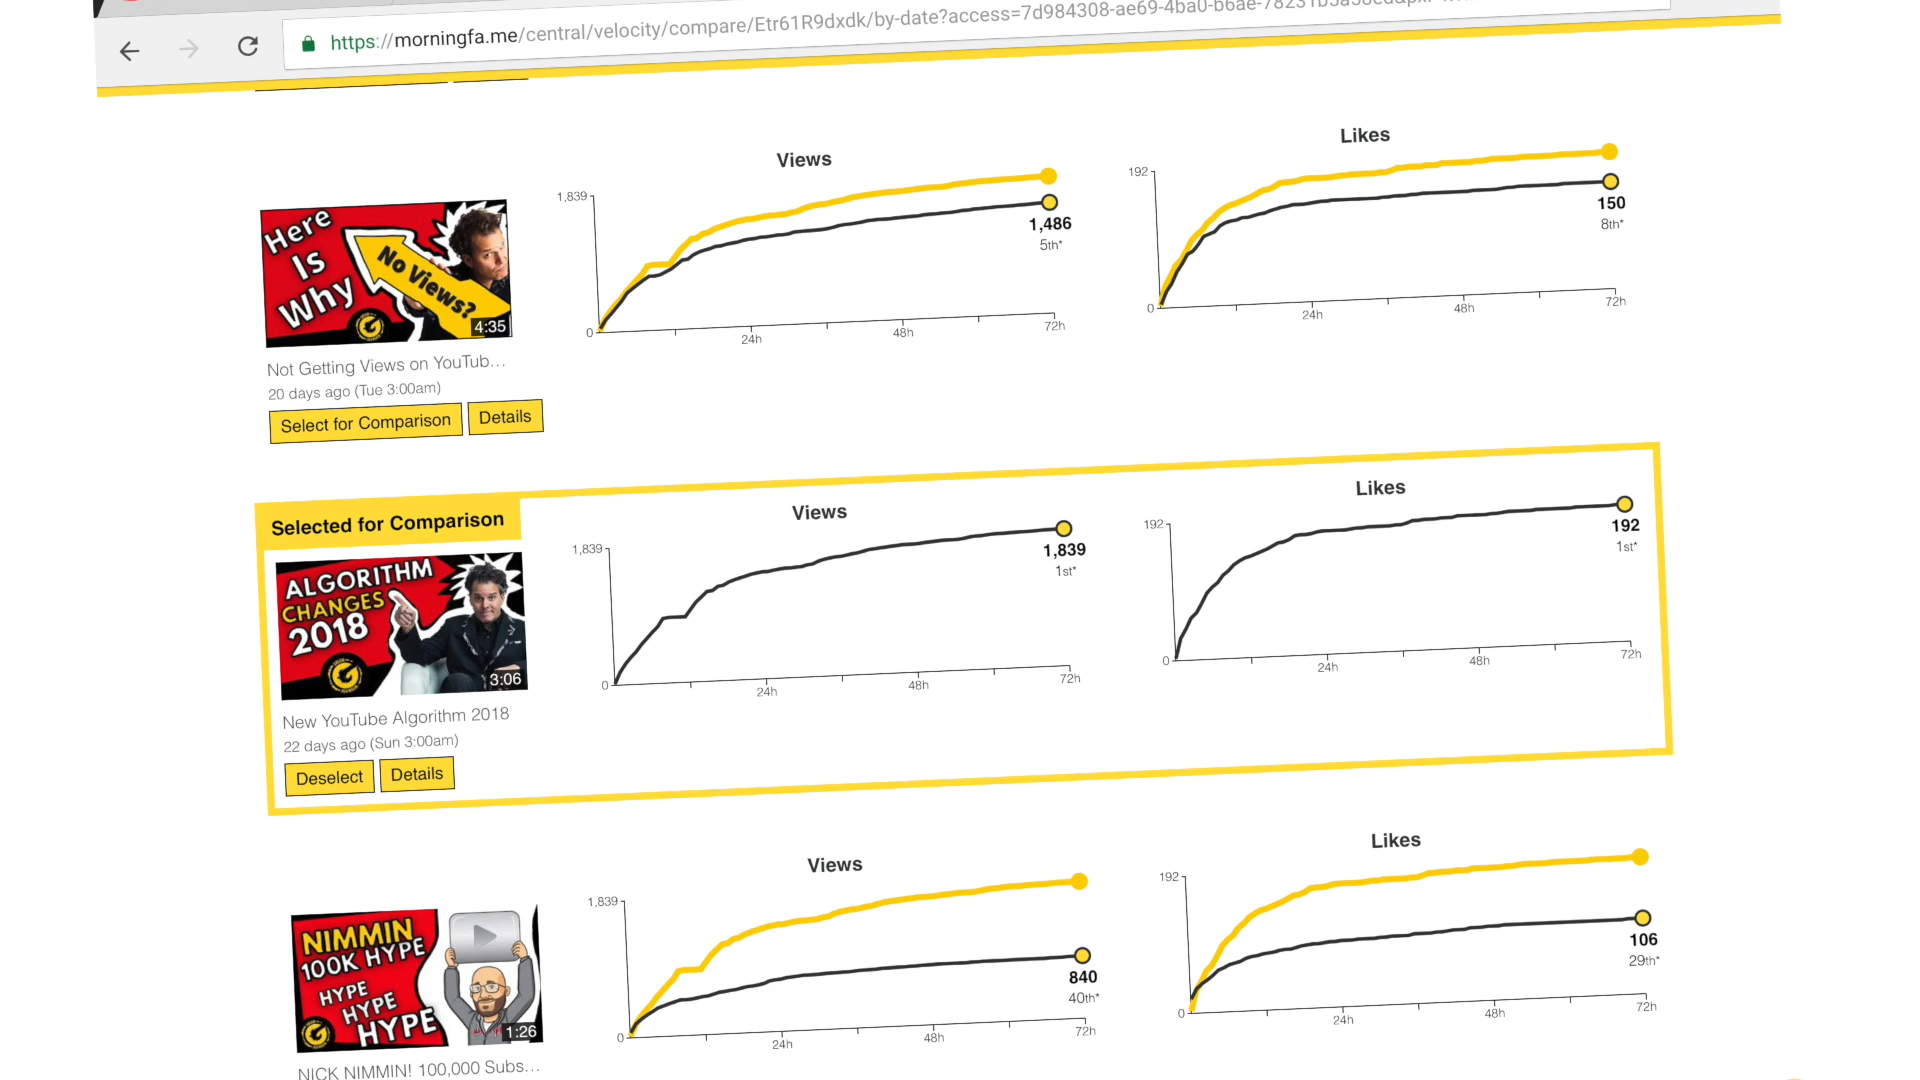 https://morningfa.me/central/velocity/compare/Etr61R9dxdk/by-date?access=7d984308-ae69-4ba0-b6ae-
Here
Is
Why
No Views?
4:35
Not Getting Views on YouTub...
20 days ago (Tue 3:00am)
Select for Comparison
Details
Views
1,839
0
24h
48h
72h
1,486
5th*
Likes
192
0
24h
48h
72h
150
8th*
Selected for Comparison
ALGORITHM
CHANGES
2018
3:06
New YouTube Algorithm 2018
22 days ago (Sun 3:00am)
Deselect
Details
Views
1,839
0
24h
48h
72h
1,839
1st*
Likes
192
0
24h
48h
72h
192
1st*
NIMMIN
100K HYPE
HYPE
HYPE
HYPE
1:26
NICK NIMMIN! 100,000 Subs...
Views
1,839
0
24h
48h
72h
840
40th*
Likes
192
0
24h
48h
72h
106
29th*